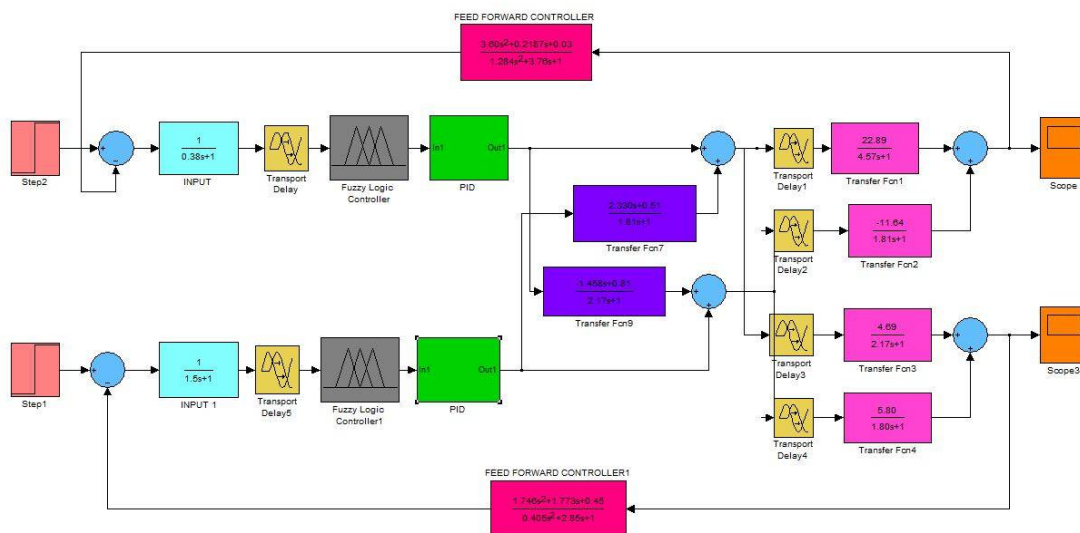 FEED FORWARD CONTROLLER
3.60s²+0.2187s+0.03
1.284s²+3.76s+1
Step2
+
−
1
0.38s+1
INPUT
Transport
Delay
Fuzzy Logic
Controller
In1
Out1
PID
+
+
Transport
Delay1
22.89
4.57s+1
Transfer Fcn1
+
+
Scope
2.330s+0.51
1.81s+1
Transfer Fcn7
Transport
Delay2
-11.64
1.81s+1
Transfer Fcn2
-1.468s+0.81
2.17s+1
Transfer Fcn9
+
+
Step1
+
−
1
1.5s+1
INPUT 1
Transport
Delay5
Fuzzy Logic
Controller1
In1
Out1
PID
Transport
Delay3
4.69
2.17s+1
Transfer Fcn3
+
+
Scope3
Transport
Delay4
5.80
1.80s+1
Transfer Fcn4
FEED FORWARD CONTROLLER1
1.746s²+1.773s+0.45
0.405s²+2.85s+1